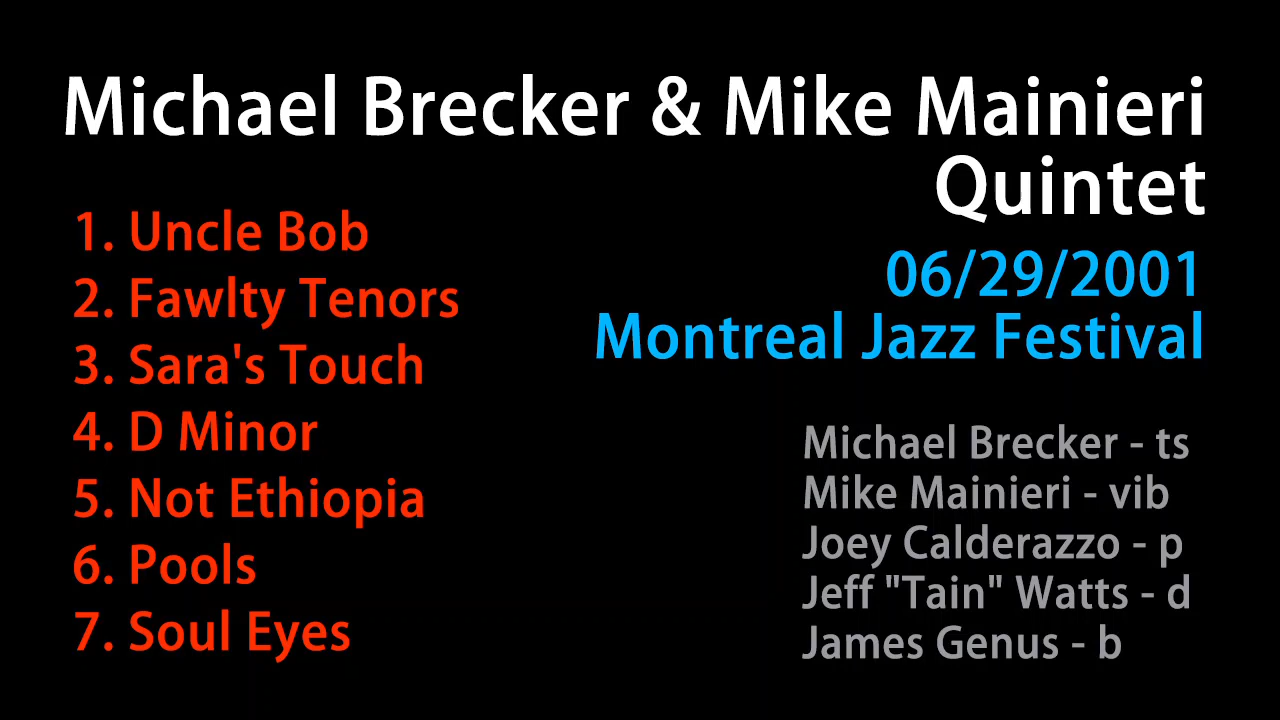 Michael Brecker & Mike Mainieri
Quintet
06/29/2001
Montreal Jazz Festival
1. Uncle Bob
2. Fawlty Tenors
3. Sara's Touch
4. D Minor
5. Not Ethiopia
6. Pools
7. Soul Eyes
Michael Brecker - ts
Mike Mainieri - vib
Joey Calderazzo - p
Jeff "Tain" Watts - d
James Genus - b